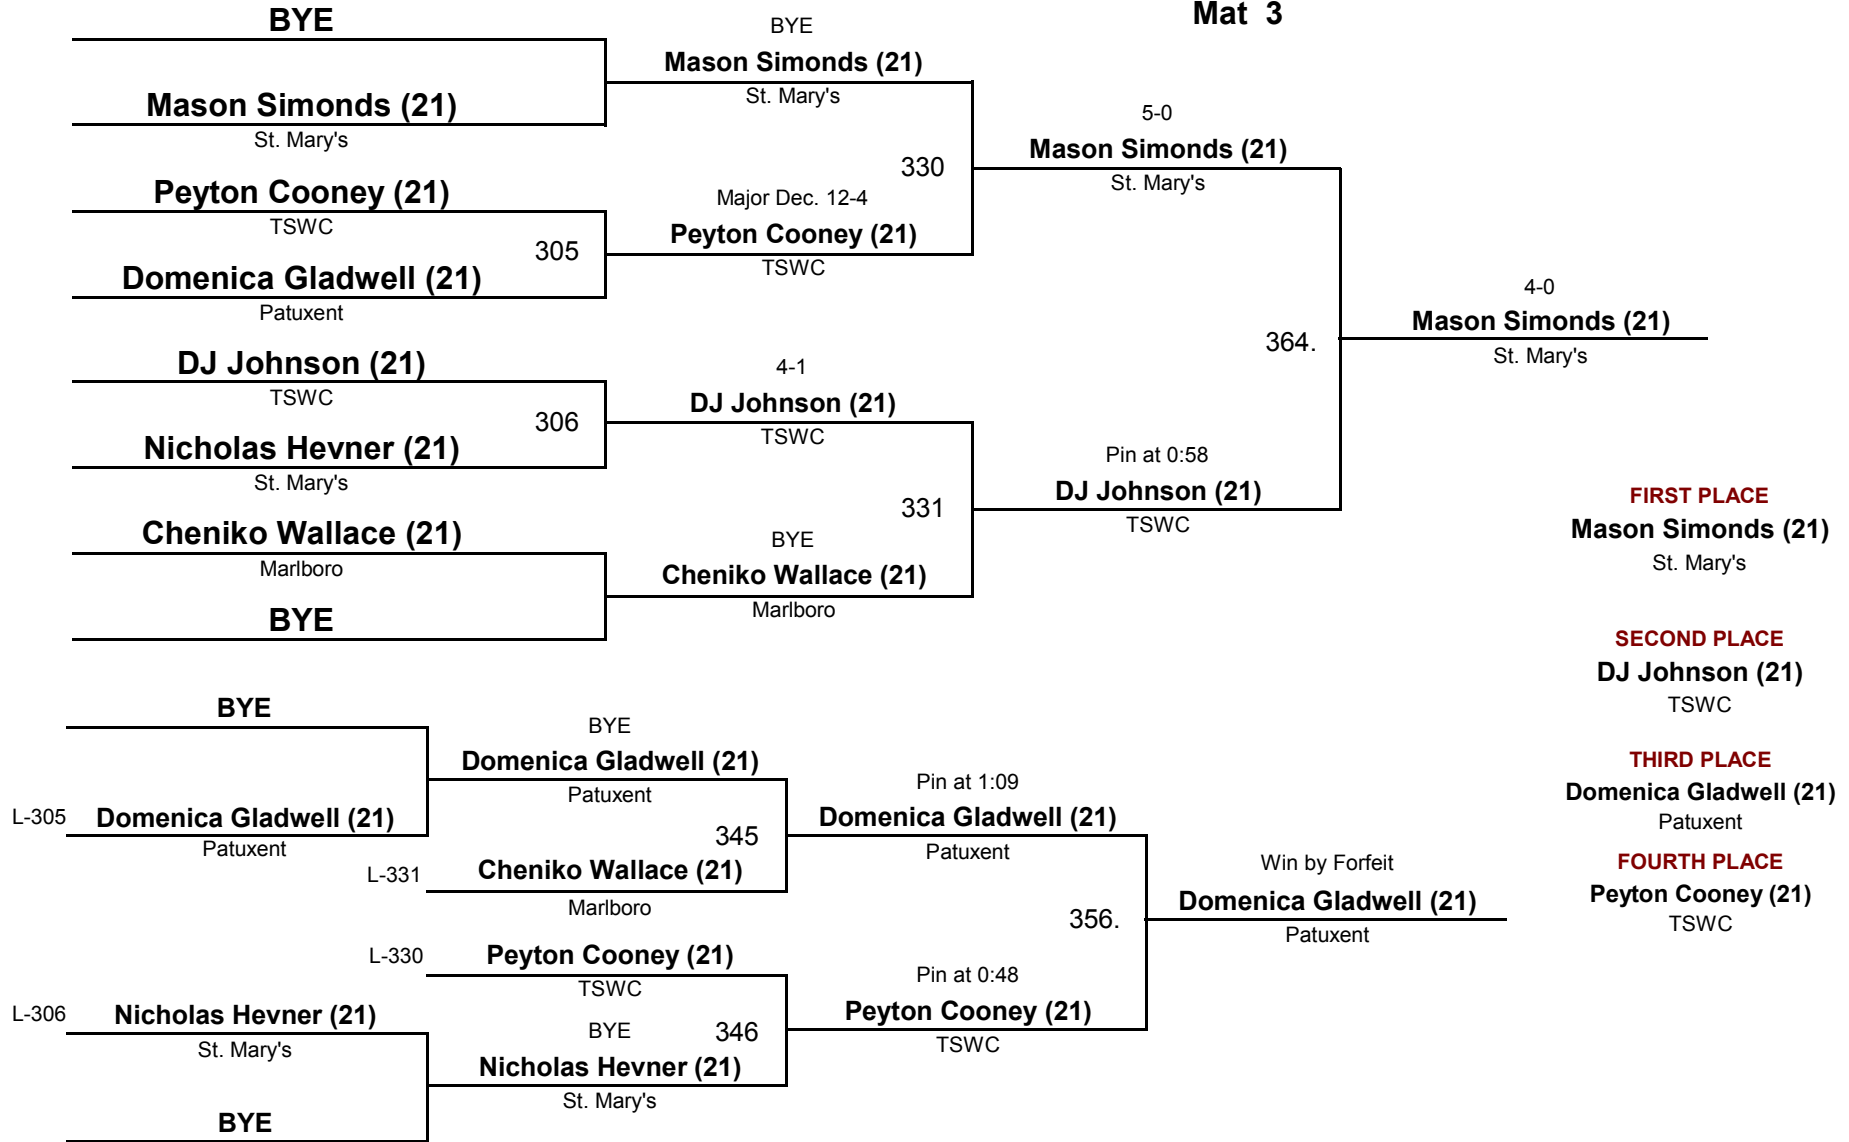 Mat 3
BYE
Mason Simonds (21)
St. Mary's
Peyton Cooney (21)
TSWC
305
Domenica Gladwell (21)
Patuxent
DJ Johnson (21)
TSWC
306
Nicholas Hevner (21)
St. Mary's
Cheniko Wallace (21)
Marlboro
BYE
BYE
Mason Simonds (21)
St. Mary's
330
Major Dec. 12-4
Peyton Cooney (21)
TSWC
4-1
DJ Johnson (21)
TSWC
331
BYE
Cheniko Wallace (21)
Marlboro
5-0
Mason Simonds (21)
St. Mary's
364.
Pin at 0:58
DJ Johnson (21)
TSWC
4-0
Mason Simonds (21)
St. Mary's
FIRST PLACE
Mason Simonds (21)
St. Mary's
SECOND PLACE
DJ Johnson (21)
TSWC
THIRD PLACE
Domenica Gladwell (21)
Patuxent
FOURTH PLACE
Peyton Cooney (21)
TSWC
BYE
L-305 Domenica Gladwell (21)
Patuxent
L-306 Nicholas Hevner (21)
St. Mary's
BYE
BYE
Domenica Gladwell (21)
Patuxent
345
L-331 Cheniko Wallace (21)
Marlboro
L-330 Peyton Cooney (21)
TSWC
BYE 346
Nicholas Hevner (21)
St. Mary's
Pin at 1:09
Domenica Gladwell (21)
Patuxent
356.
Pin at 0:48
Peyton Cooney (21)
TSWC
Win by Forfeit
Domenica Gladwell (21)
Patuxent